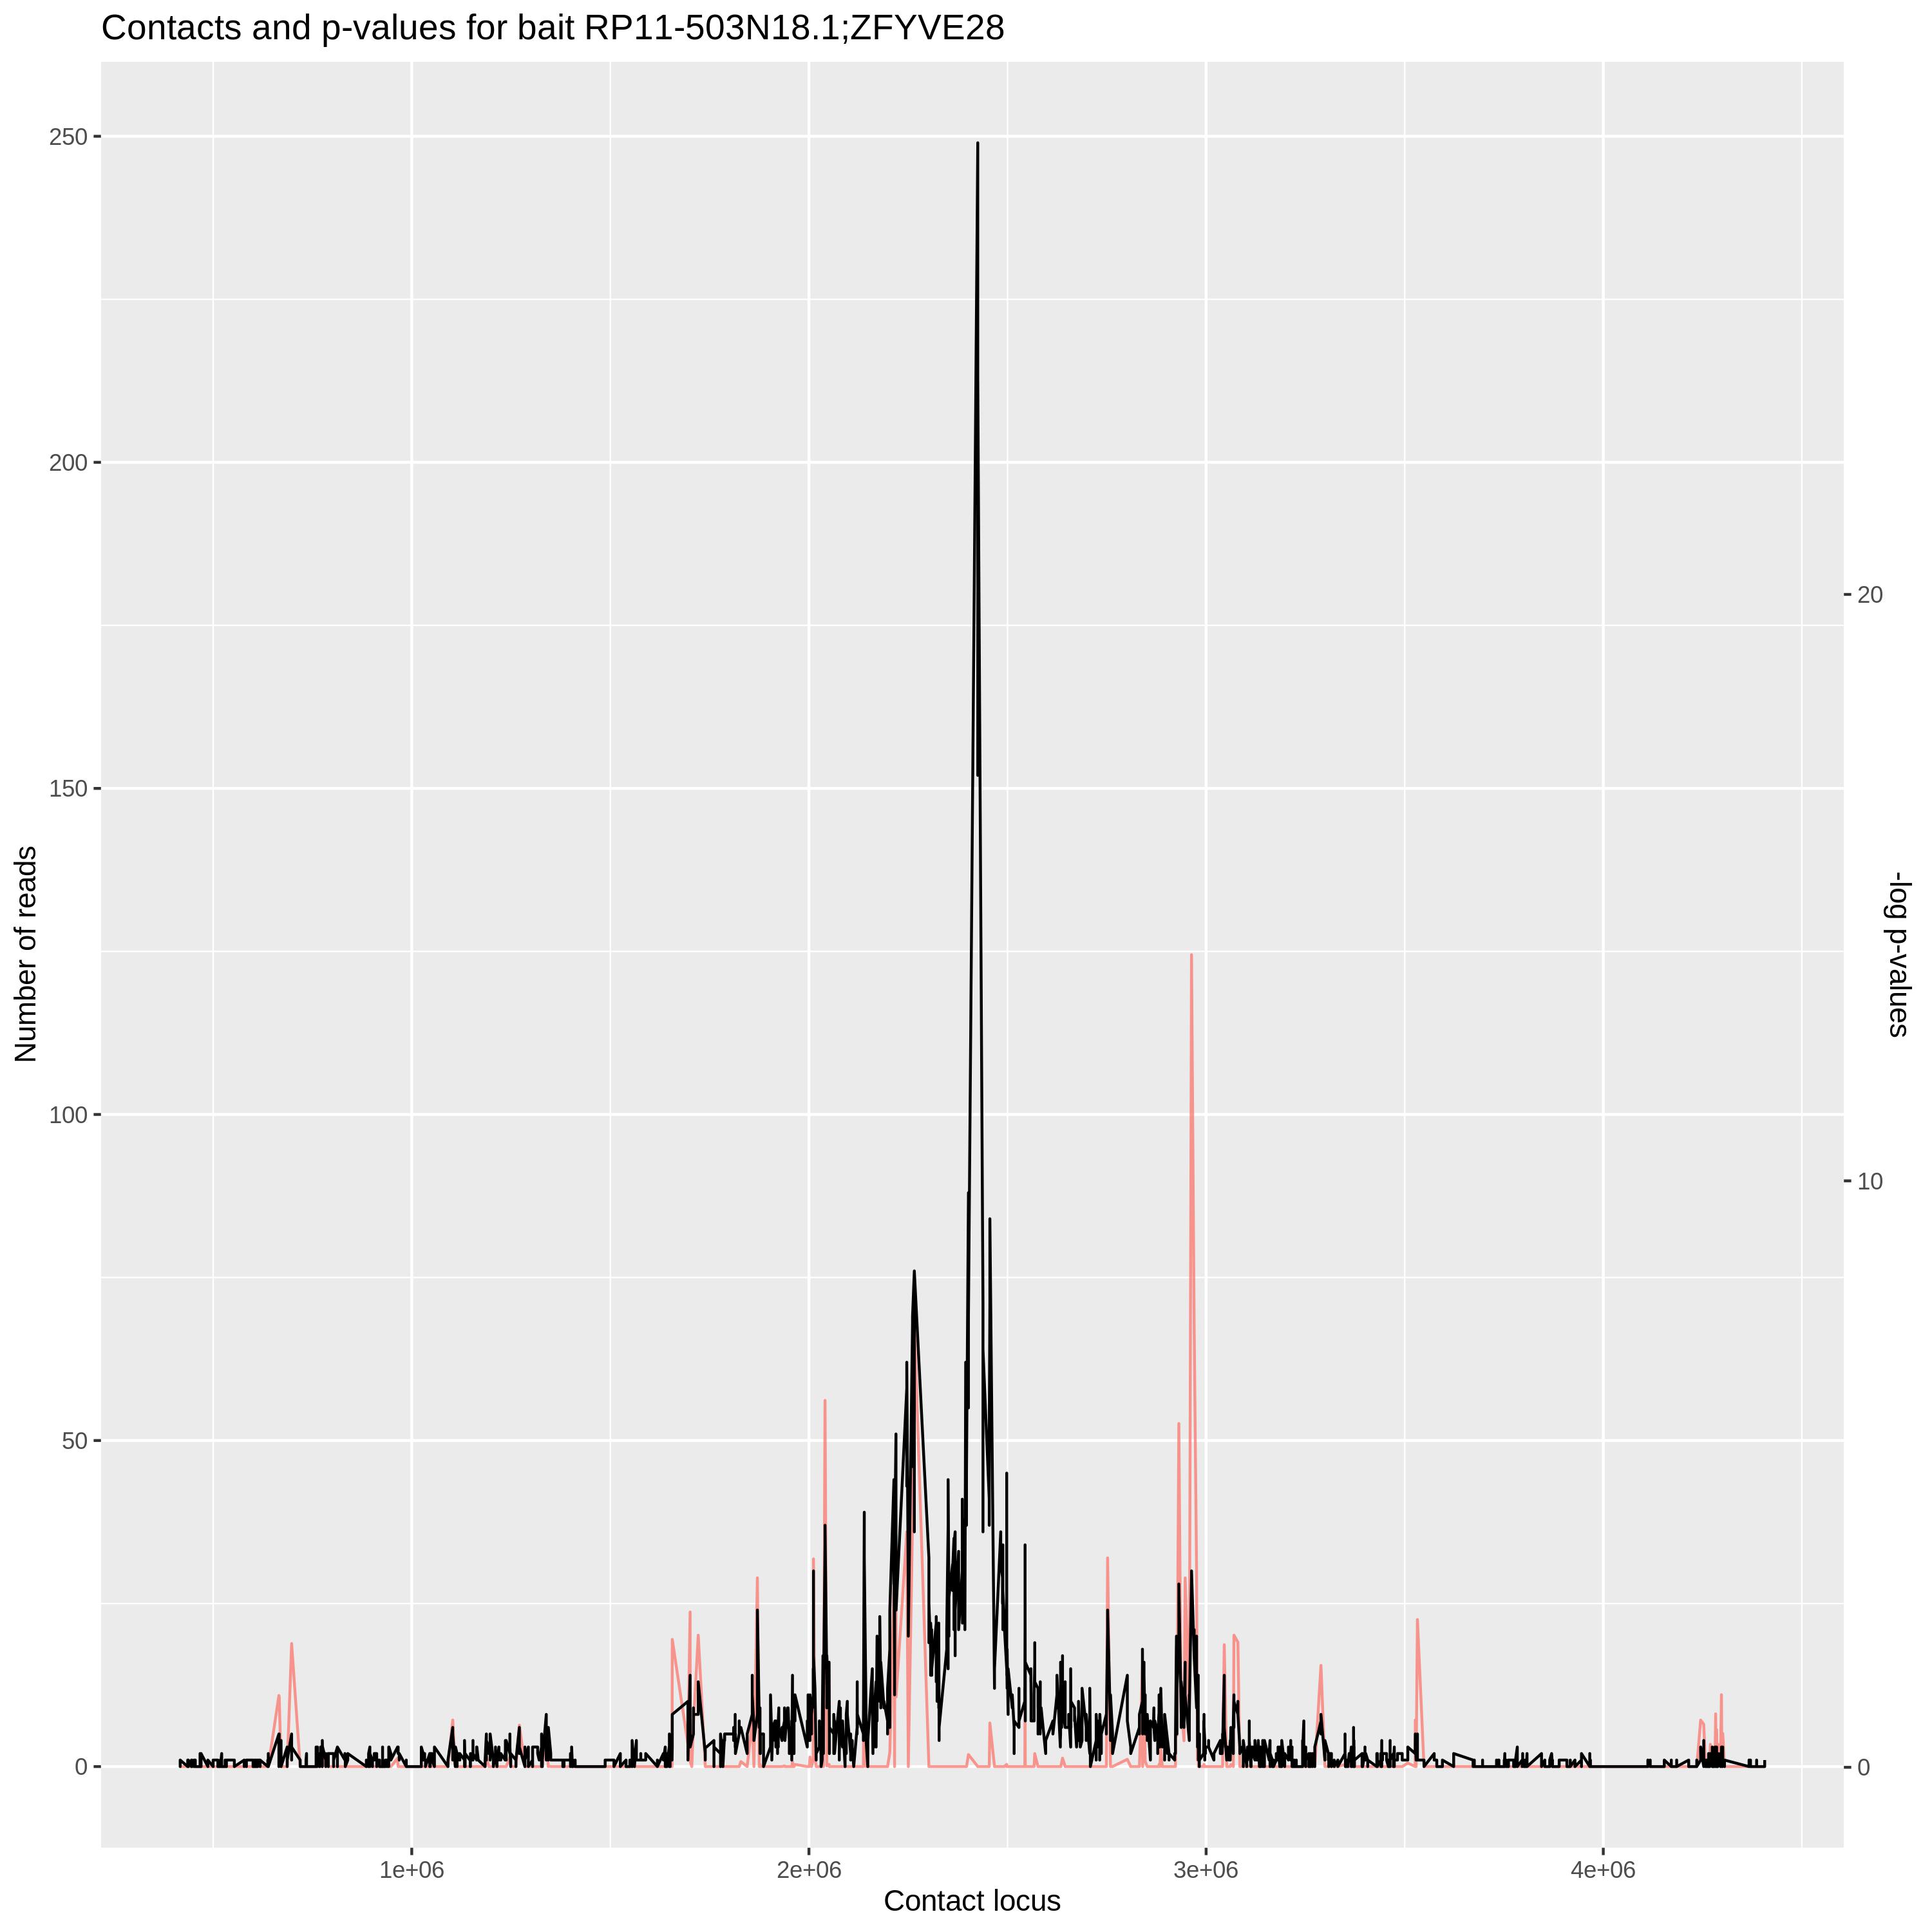 Contacts and p-values for bait RP11-503N18.1;ZFYVE28
250
200
150
100
50
0
Number of reads
20
10
0
-log p-values
1e+06
2e+06
3e+06
4e+06
Contact locus